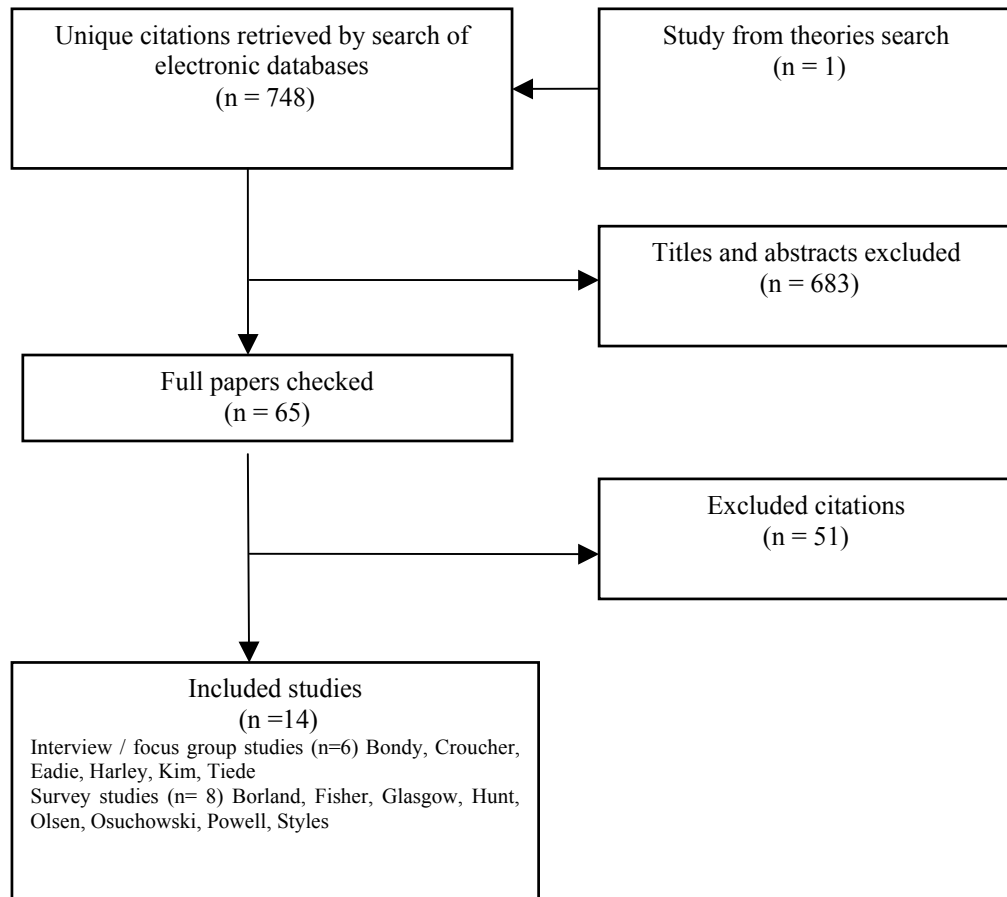 Unique citations retrieved by search of
electronic databases
(n = 748)
Study from theories search
(n = 1)
Titles and abstracts excluded
(n = 683)
Full papers checked
(n = 65)
Excluded citations
(n = 51)
Included studies
(n =14)
Interview / focus group studies (n=6) Bondy, Croucher,
Eadie, Harley, Kim, Tiede
Survey studies (n= 8) Borland, Fisher, Glasgow, Hunt,
Olsen, Osuchowski, Powell, Styles